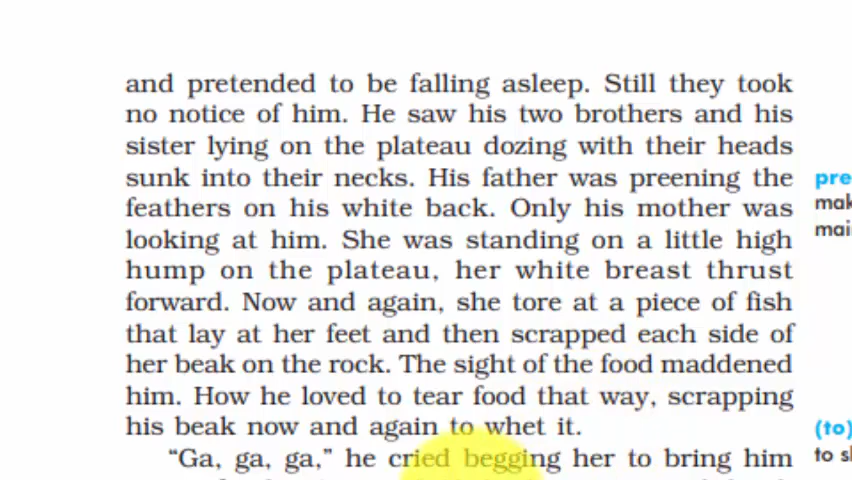 and pretended to be falling asleep. Still they took
no notice of him. He saw his two brothers and his
sister lying on the plateau dozing with their heads
sunk into their necks. His father was preening the
feathers on his white back. Only his mother was
looking at him. She was standing on a little high
hump on the plateau, her white breast thrust
forward. Now and again, she tore at a piece of fish
that lay at her feet and then scrapped each side of
her beak on the rock. The sight of the food maddened
him. How he loved to tear food that way, scrapping
his beak now and again to whet it.
“Ga, ga, ga,” he cried begging her to bring him
pre
mak
mai
(to)
to sh